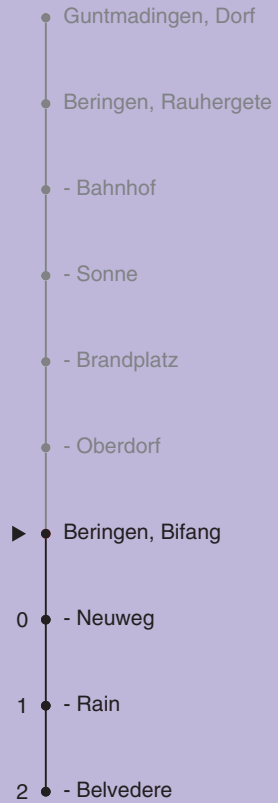 Guntmadingen, Dorf
Beringen, Rauhergete
- Bahnhof
- Sonne
- Brandplatz
- Oberdorf
Beringen, Bifang
0 - Neuweg
1 - Rain
2 - Belvedere